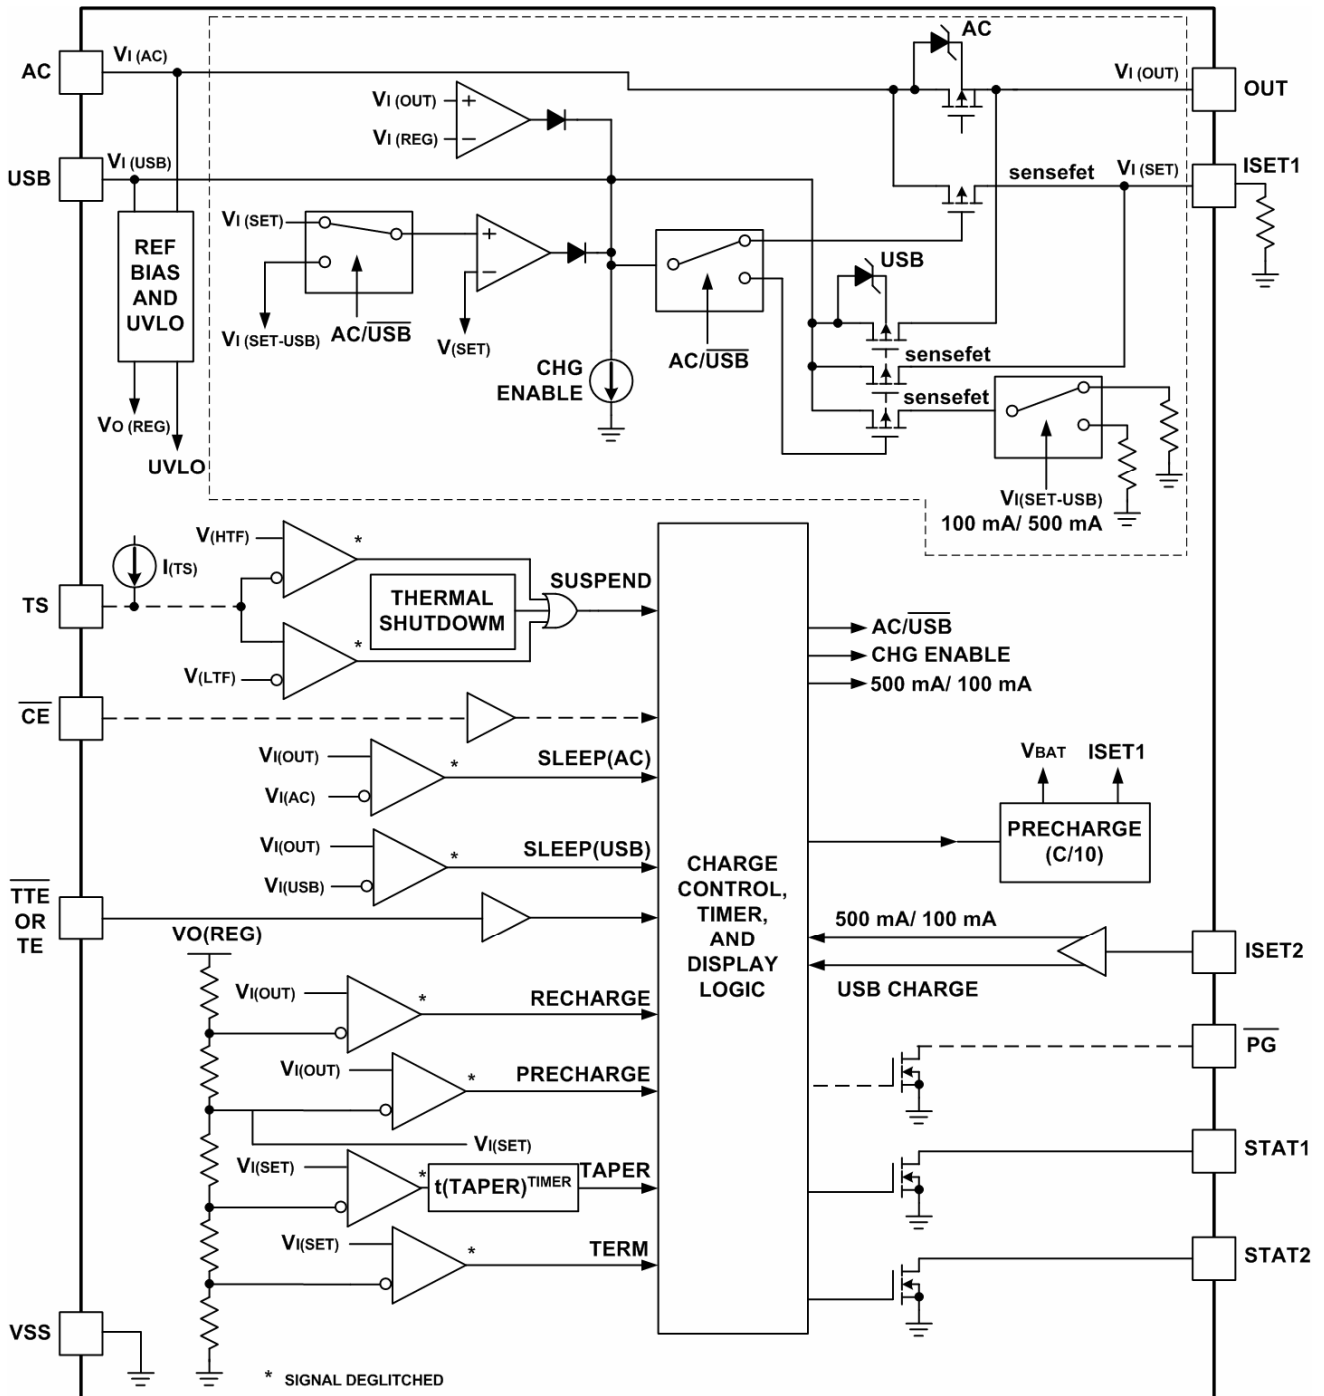 AC
VI (AC)
AC
VI (OUT)
OUT
VI (OUT)
VI (REG)
USB
VI (USB)
sensefet
VI (SET)
ISET1
REF
BIAS
AND
UVLO
VI (SET)
VI (SET-USB)
AC/USB
V(SET)
CHG
ENABLE
AC/USB
USB
sensefet
sensefet
VO (REG)
UVLO
VI(SET-USB)
100 mA/ 500 mA
V(HTF)
*
I(TS)
TS
THERMAL
SHUTDOWM
SUSPEND
V(LTF)
*
AC/USB
CHG ENABLE
500 mA/ 100 mA
CE
VI(OUT)
VI(AC)
*
SLEEP(AC)
VBAT
ISET1
PRECHARGE
(C/10)
VI(OUT)
VI(USB)
*
SLEEP(USB)
CHARGE
CONTROL,
TIMER,
AND
DISPLAY
LOGIC
TTE
OR
TE
VO(REG)
500 mA/ 100 mA
USB CHARGE
ISET2
VI(OUT)
*
RECHARGE
PG
VI(OUT)
*
PRECHARGE
VI(SET)
STAT1
VI(SET)
*
t(TAPER)TIMER
TAPER
VI(SET)
*
TERM
STAT2
VSS
* SIGNAL DEGLITCHED